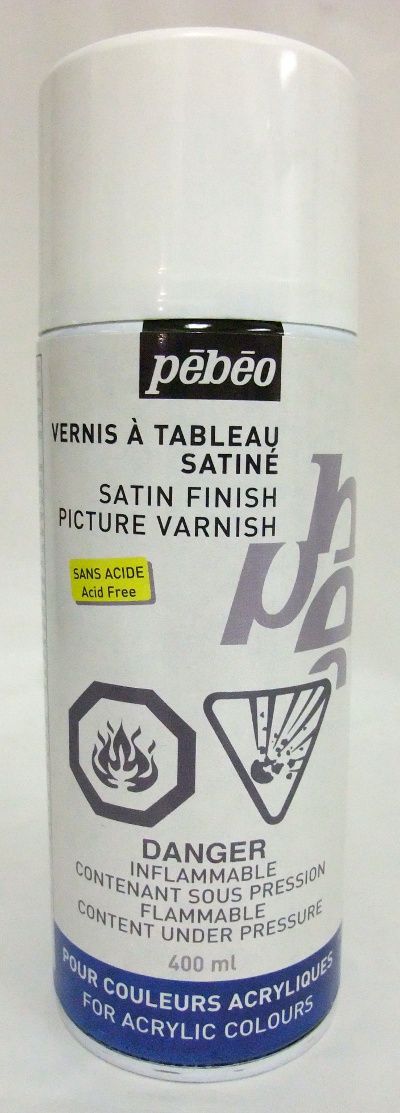 pēbēo
VERNIS À TABLEAU
SATINÉ
SATIN FINISH
PICTURE VARNISH
SANS ACIDE
Acid Free
DANGER
INFLAMMABLE
CONTENANT SOUS PRESSION
FLAMMABLE
CONTENT UNDER PRESSURE
400 ml
POUR COULEURS ACRYLIQUES
FOR ACRYLIC COLOURS